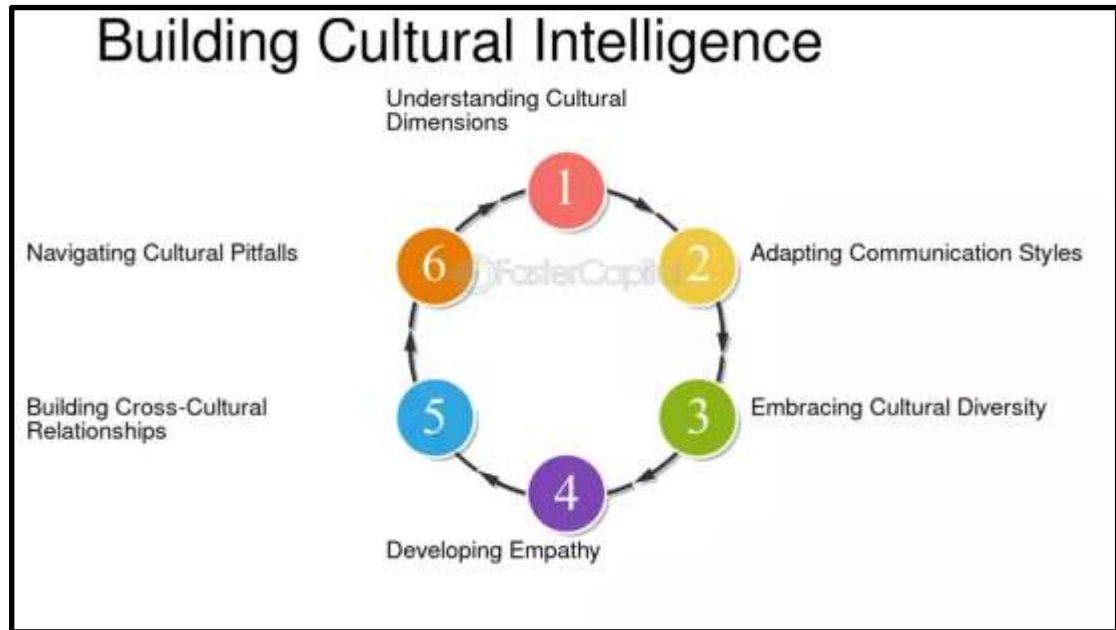 Building Cultural Intelligence
Understanding Cultural
Dimensions
1
2
Adapting Communication Styles
3
Embracing Cultural Diversity
4
Developing Empathy
5
Building Cross-Cultural
Relationships
6
Navigating Cultural Pitfalls
FasterCapital